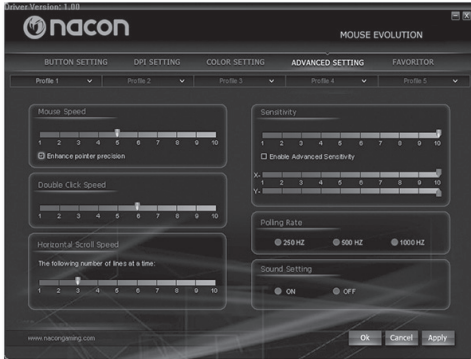 Driver Version: 1.00
nacon
MOUSE EVOLUTION
BUTTON SETTING DPI SETTING COLOR SETTING ADVANCED SETTING FAVORITOR
Profile 1 Profile 2 Profile 3 Profile 4 Profile 5
Mouse Speed
1 2 3 4 5 6 7 8 9 10
Enhance pointer precision
Double Click Speed
1 2 3 4 5 6 7 8 9 10
Horizontal Scroll Speed
The following number of lines at a time:
1 2 3 4 5 6 7 8 9 10
Sensitivity
1 2 3 4 5 6 7 8 9 10
Enable Advanced Sensitivity
X-
1 2 3 4 5 6 7 8 9 10
Y-
Polling Rate
250 HZ 500 HZ 1000 HZ
Sound Setting
ON OFF
www.nacongaming.com
Ok Cancel Apply